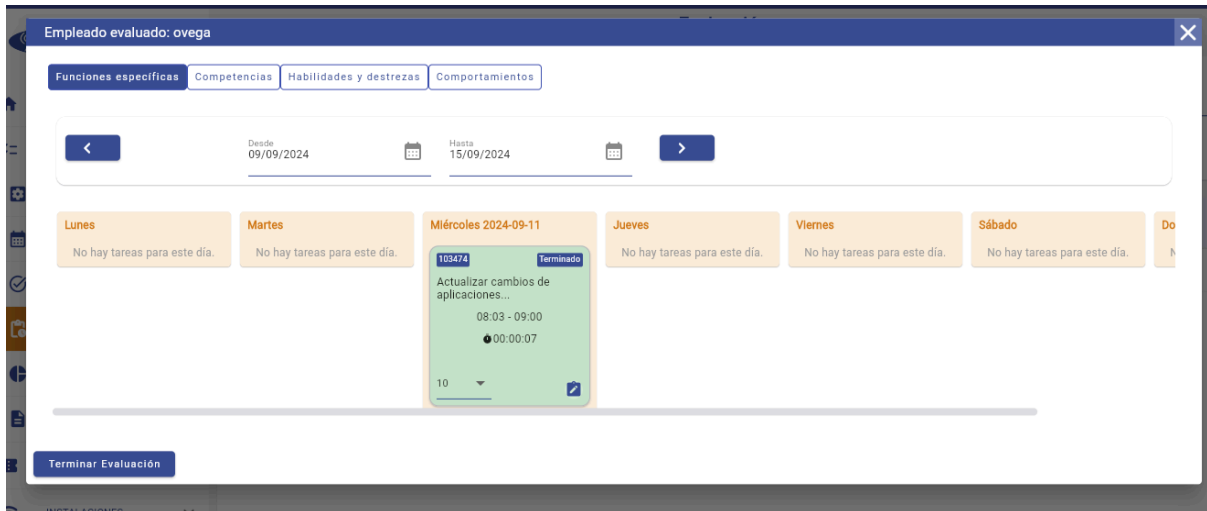 Empleado evaluado: ovega
Funciones específicas
Competencias
Habilidades y destrezas
Comportamientos
Desde
09/09/2024
Hasta
15/09/2024
Lunes
No hay tareas para este día.
Martes
No hay tareas para este día.
Miércoles 2024-09-11
103474
Terminado
Actualizar cambios de
aplicaciones...
08:03 - 09:00
00:00:07
10
Jueves
No hay tareas para este día.
Viernes
No hay tareas para este día.
Sábado
No hay tareas para este día.
Do
N
Terminar Evaluación